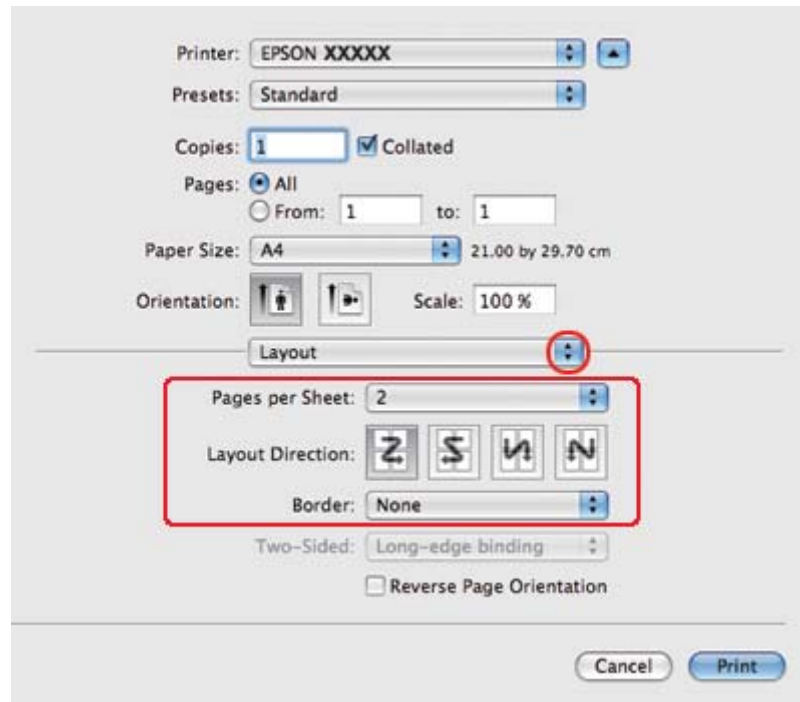 Printer: EPSON XXXXX
Presets: Standard
Copies: 1 Collated
Pages: All
From: 1 to: 1
Paper Size: A4 21.00 by 29.70 cm
Orientation: Scale: 100 %
Layout
Pages per Sheet: 2
Layout Direction:
Border: None
Two-Sided: Long-edge binding
Reverse Page Orientation
Cancel Print